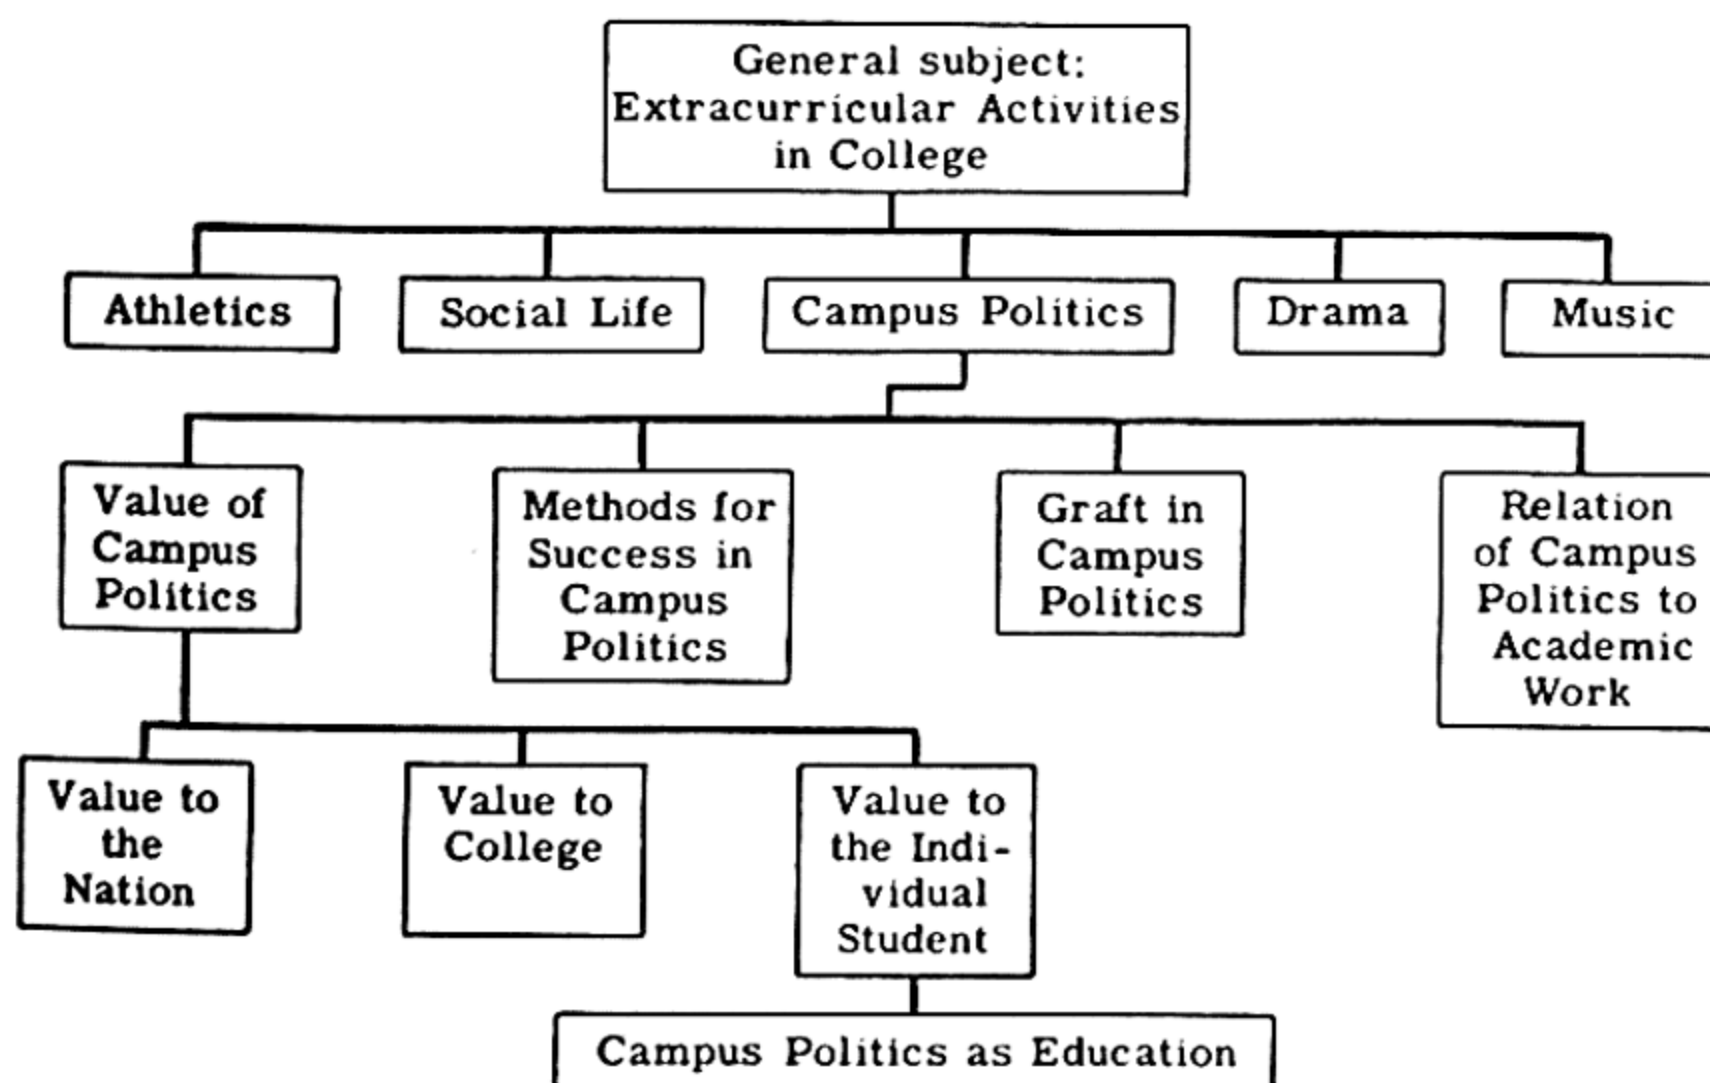 General subject:
Extracurricular Activities
in College
Athletics
Social Life
Campus Politics
Drama
Music
Value of
Campus
Politics
Methods for
Success in
Campus
Politics
Graft in
Campus
Politics
Relation
of Campus
Politics to
Academic
Work
Value to
the
Nation
Value to
College
Value to
the Indi-
vidual
Student
Campus Politics as Education